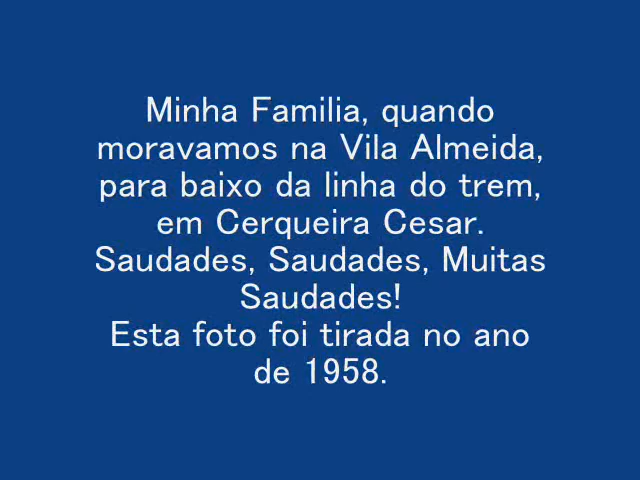 Minha Familia, quando
moravamos na Vila Almeida,
para baixo da linha do trem,
em Cerqueira Cesar.
Saudades, Saudades, Muitas
Saudades!
Esta foto foi tirada no ano
de 1958.